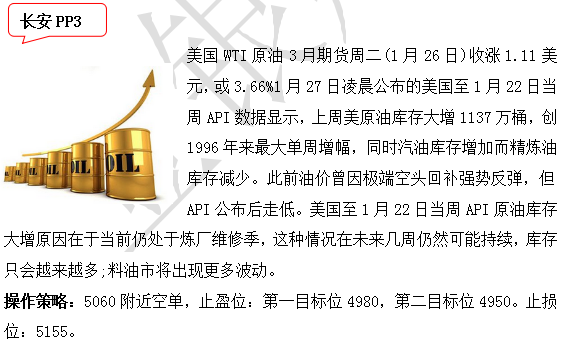 长安 PP3
美国 WTI 原油 3 月期货周二(1 月 26 日)收涨 1.11 美
元,或 3.66%1 月 27 日凌晨公布的美国至 1 月 22 日当
周 API 数据显示，上周美原油库存大增 1137 万桶，创
1996 年来最大单周增幅，同时汽油库存增加而精炼油
库存减少。此前油价曾因极端空头回补强势反弹，但
API 公布后走低。美国至 1 月 22 日当周 API 原油库存
大增原因在于当前仍处于炼厂维修季，这种情况在未来几周仍然可能持续，库存
只会越来越多;料油市将出现更多波动。
操作策略：5060 附近空单，止盈位：第一目标位 4980，第二目标位 4950。止损
位：5155。
OIL OIL OIL OIL